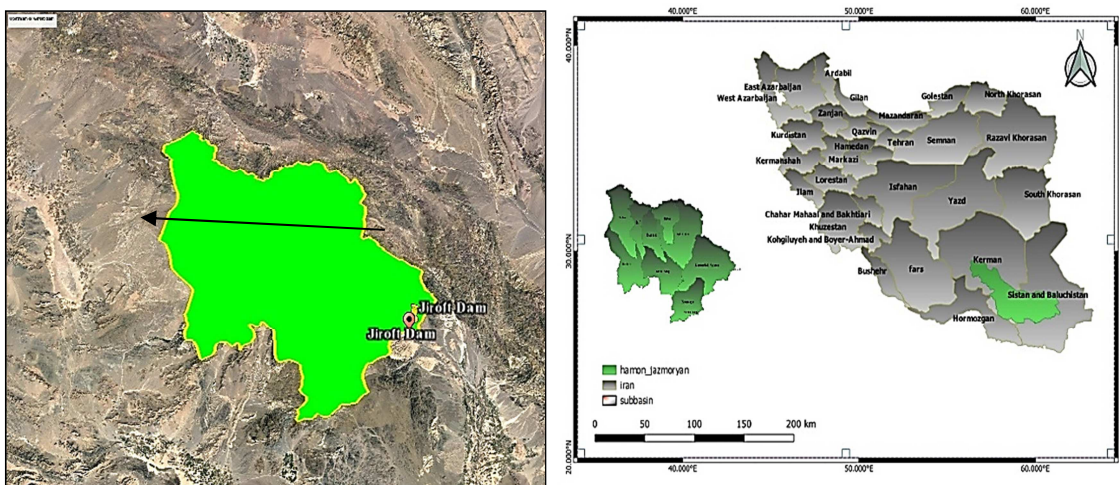 Jiroft Dam
Jiroft Dam
40.000°E 50.000°E 60.000°E
40.000°N
30.000°N
20.000°N
N
Ardabil
East Azarbaijan
West Azarbaijan
Gilan
Golestan
North Khorasan
Zanjan
Mazandaran
Kurdistan
Qazvin
Tehran
Semnan
Razavi Khorasan
Hamedan
Kermanshah
Markazi
Lorestan
Ilam
Isfahan
Yazd
South Khorasan
Chahar Mahaal and Bakhtiari
Khuzestan
Kohgiluyeh and Boyer-Ahmad
Kerman
Bushehr
fars
Sistan and Baluchistan
Hormozgan
hamon_jazmoryan
iran
subbasin
0 50 100 150 200 km
40.000°E 50.000°E 60.000°E